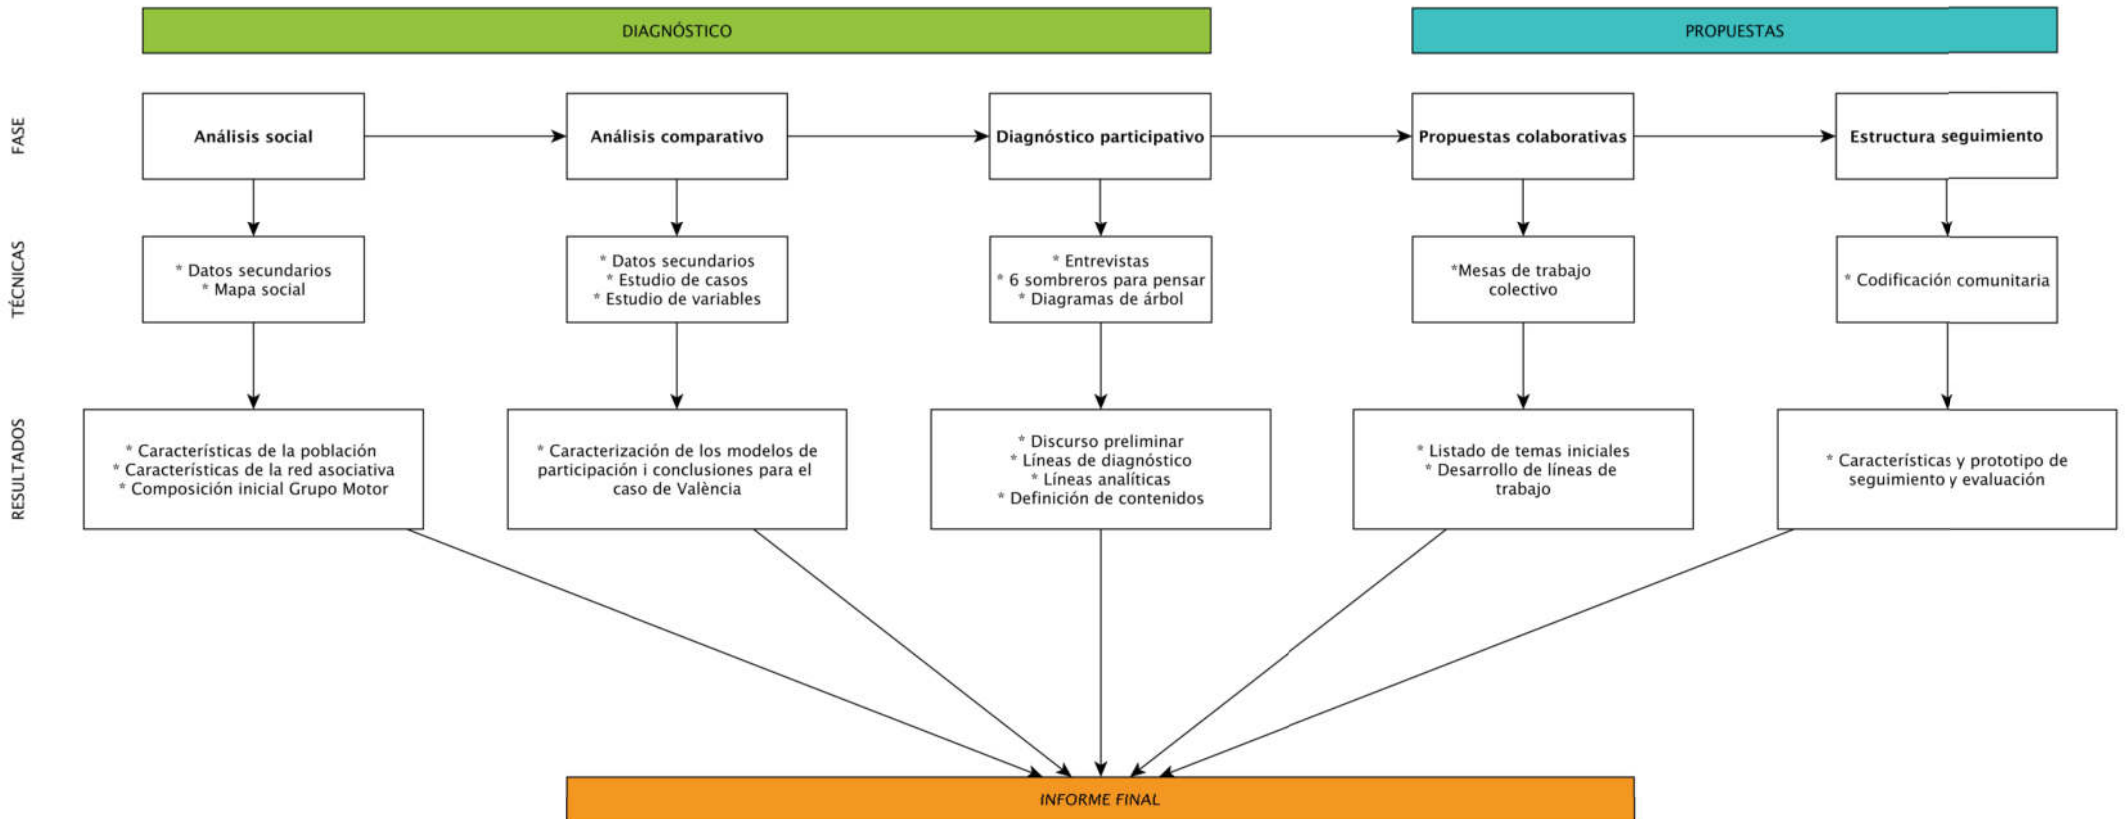 DIAGNÓSTICO
PROPUESTAS
FASE
Análisis social
Análisis comparativo
Diagnóstico participativo
Propuestas colaborativas
Estructura seguimiento
TÉCNICAS
* Datos secundarios
* Mapa social
* Datos secundarios
* Estudio de casos
* Estudio de variables
* Entrevistas
* 6 sombreros para pensar
* Diagramas de árbol
*Mesas de trabajo
colectivo
* Codificación comunitaria
RESULTADOS
* Características de la población
* Características de la red asociativa
* Composición inicial Grupo Motor
* Caracterización de los modelos de
participación i conclusiones para el
caso de València
* Discurso preliminar
* Líneas de diagnóstico
* Líneas analíticas
* Definición de contenidos
* Listado de temas iniciales
* Desarrollo de líneas de
trabajo
* Características y prototipo de
seguimiento y evaluación
INFORME FINAL